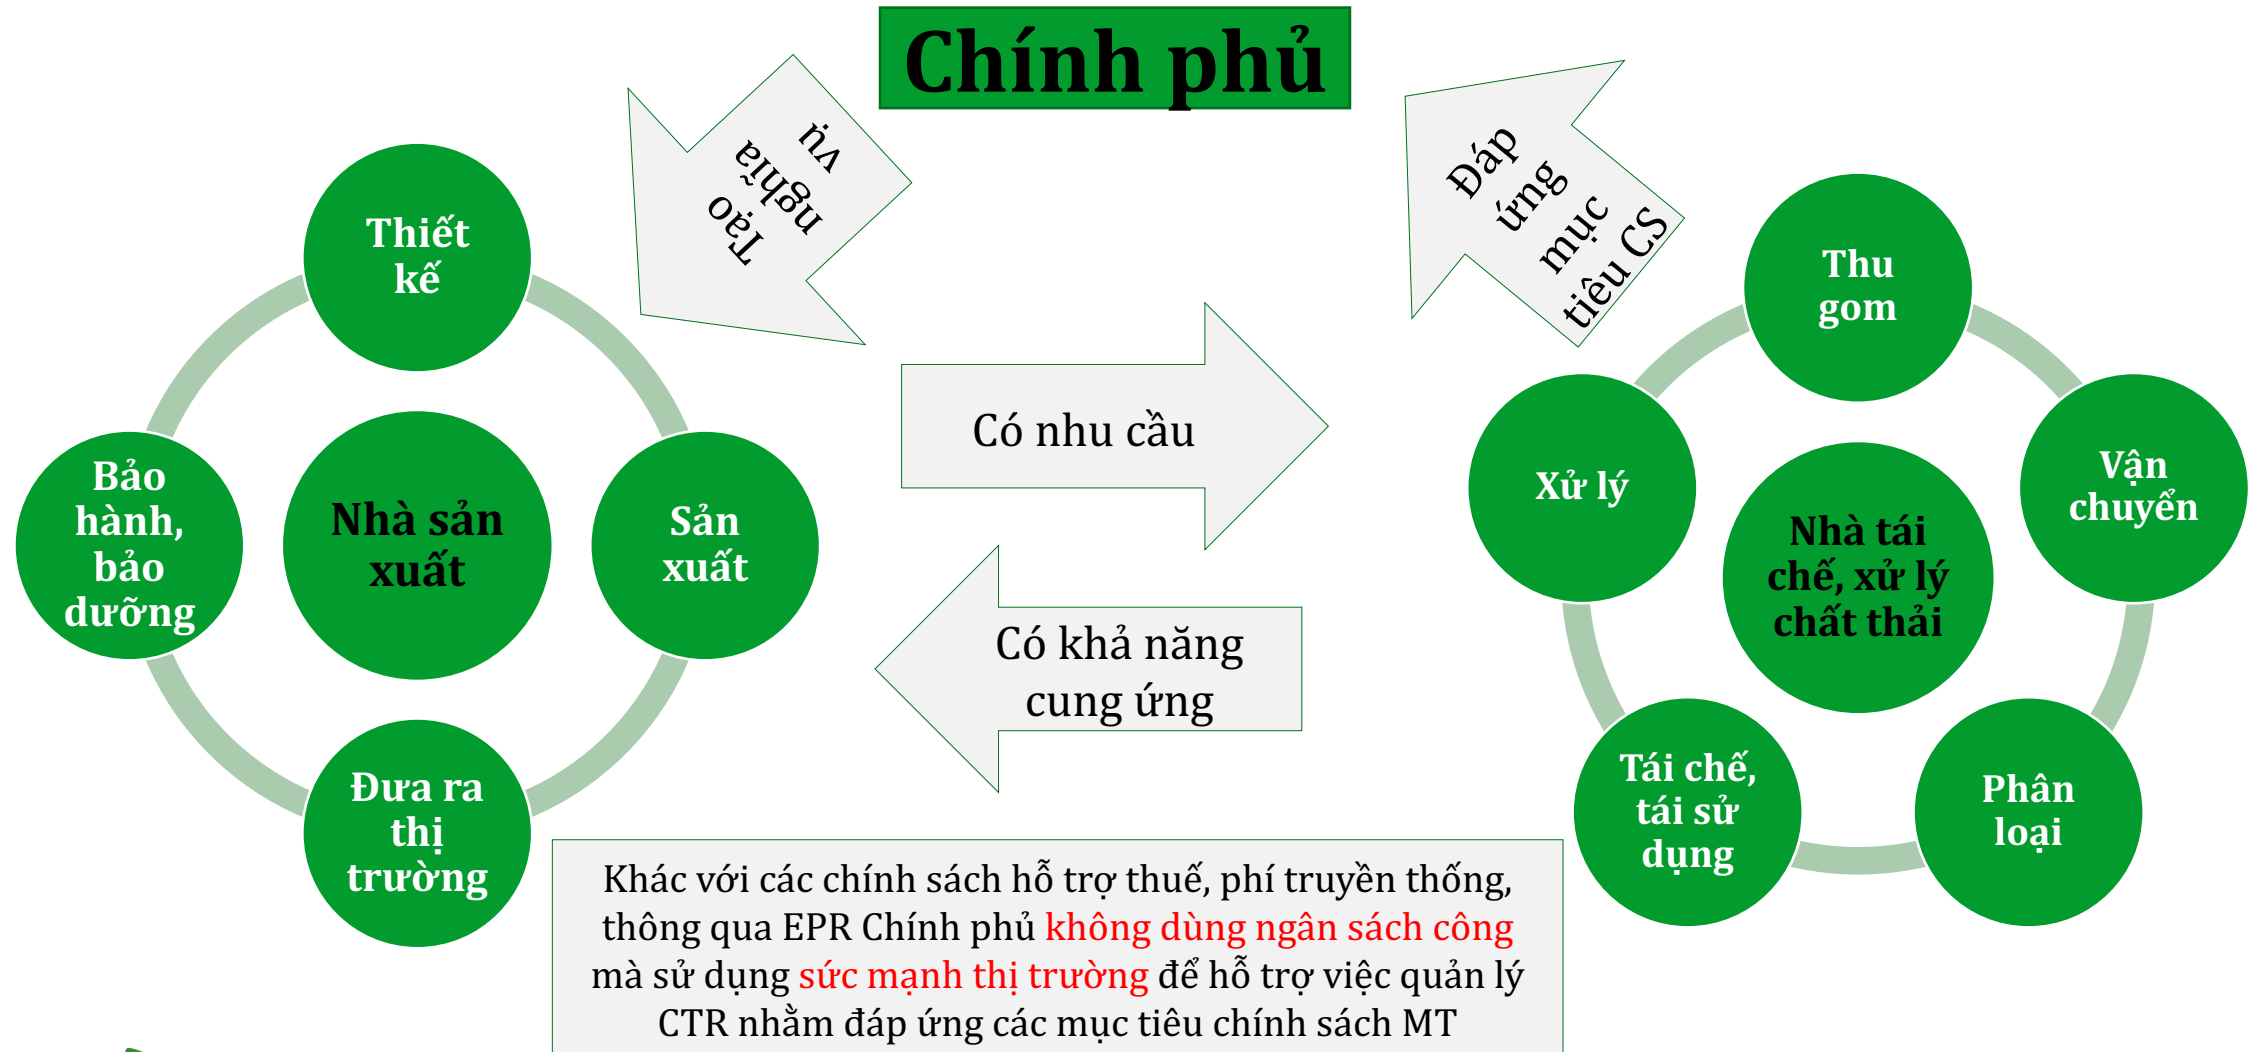 Chính phủ
Tạo
nghĩa
vụ
Đáp
ứng
mục
tiêu CS
Thiết
kế
Bảo
hành,
bảo
dưỡng
Nhà sản
xuất
Sản
xuất
Đưa ra
thị
trường
Có nhu cầu
Có khả năng
cung ứng
Thu
gom
Xử lý
Vận
chuyển
Nhà tái
chế, xử lý
chất thải
Tái chế,
tái sử
dụng
Phân
loại
Khác với các chính sách hỗ trợ thuế, phí truyền thống,
thông qua EPR Chính phủ không dùng ngân sách công
mà sử dụng sức mạnh thị trường để hỗ trợ việc quản lý
CTR nhằm đáp ứng các mục tiêu chính sách MT